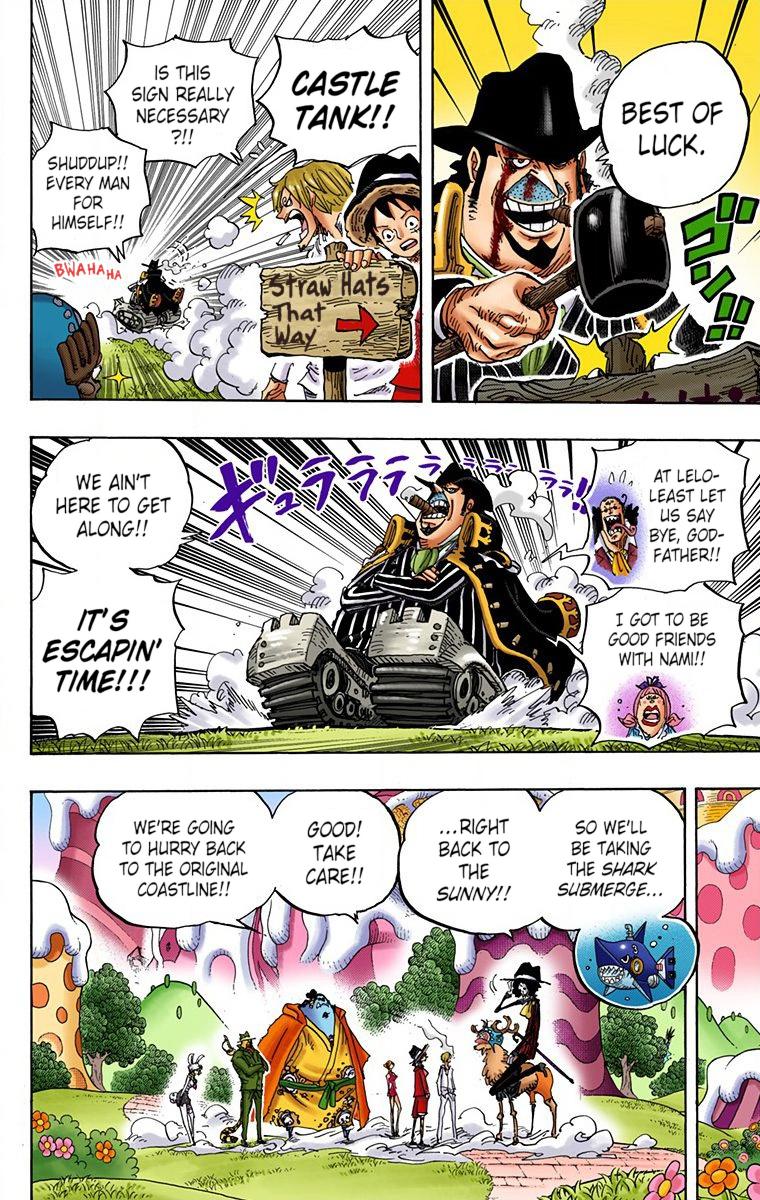 BEST OF
LUCK.
ゴン!!
CASTLE
TANK!!
IS THIS
SIGN REALLY
NECESSARY
?!!
SHUDDUP!!
EVERY MAN
FOR
HIMSELF!!
BWAHAHA
Straw Hats
That
Way
AT LELO-
LEAST LET
US SAY
BYE, GOD-
FATHER!!
I GOT TO BE
GOOD FRIENDS
WITH NAMI!!
ギュラララララララララ!!
WE AIN'T
HERE TO GET
ALONG!!
IT'S
ESCAPIN'
TIME!!!
SO WE'LL
BE TAKING
THE SHARK
SUBMERGE...
...RIGHT
BACK TO
THE
SUNNY!!
GOOD!
TAKE
CARE!!
WE'RE GOING
TO HURRY BACK
TO THE ORIGINAL
COASTLINE!!